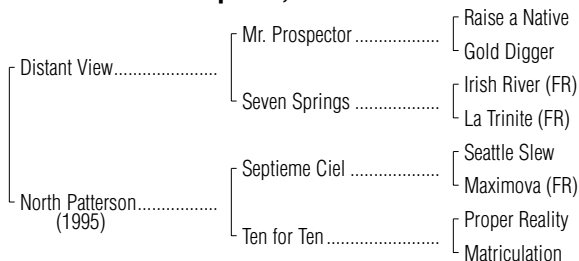 Raise a Native
Mr. Prospector ....................
Gold Digger
Distant View......................
Irish River (FR)
Seven Springs ....................
La Trinite (FR)
Seattle Slew
Septieme Ciel .....................
Maximova (FR)
North Patterson.................
(1995)
Proper Reality
Ten for Ten..........................
Matriculation